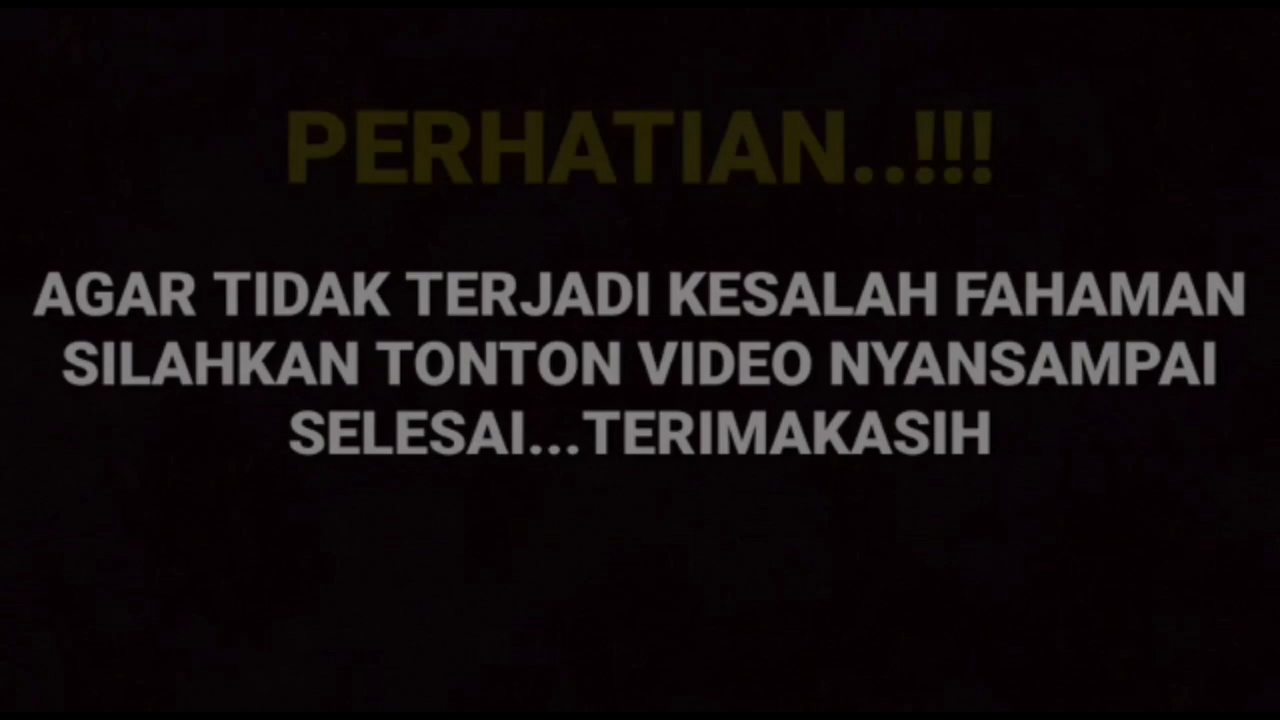 PERHATIAN..!!!
AGAR TIDAK TERJADI KESALAH FAHAMAN
SILAHKAN TONTON VIDEO NYANSAMPAI
SELESAI...TERIMAKASIH